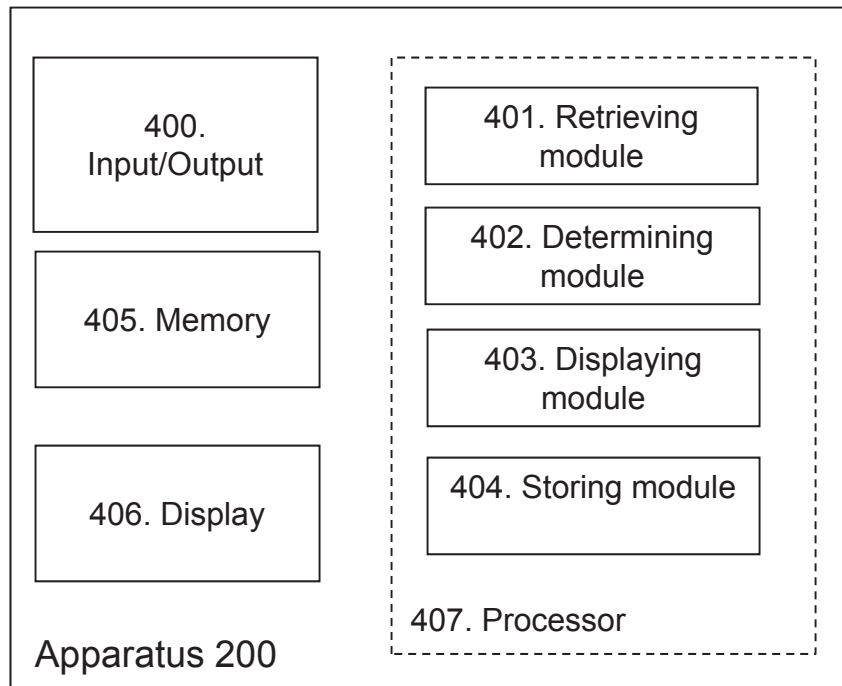 400.
Input/Output
405. Memory
406. Display
Apparatus 200
401. Retrieving
module
402. Determining
module
403. Displaying
module
404. Storing module
407. Processor